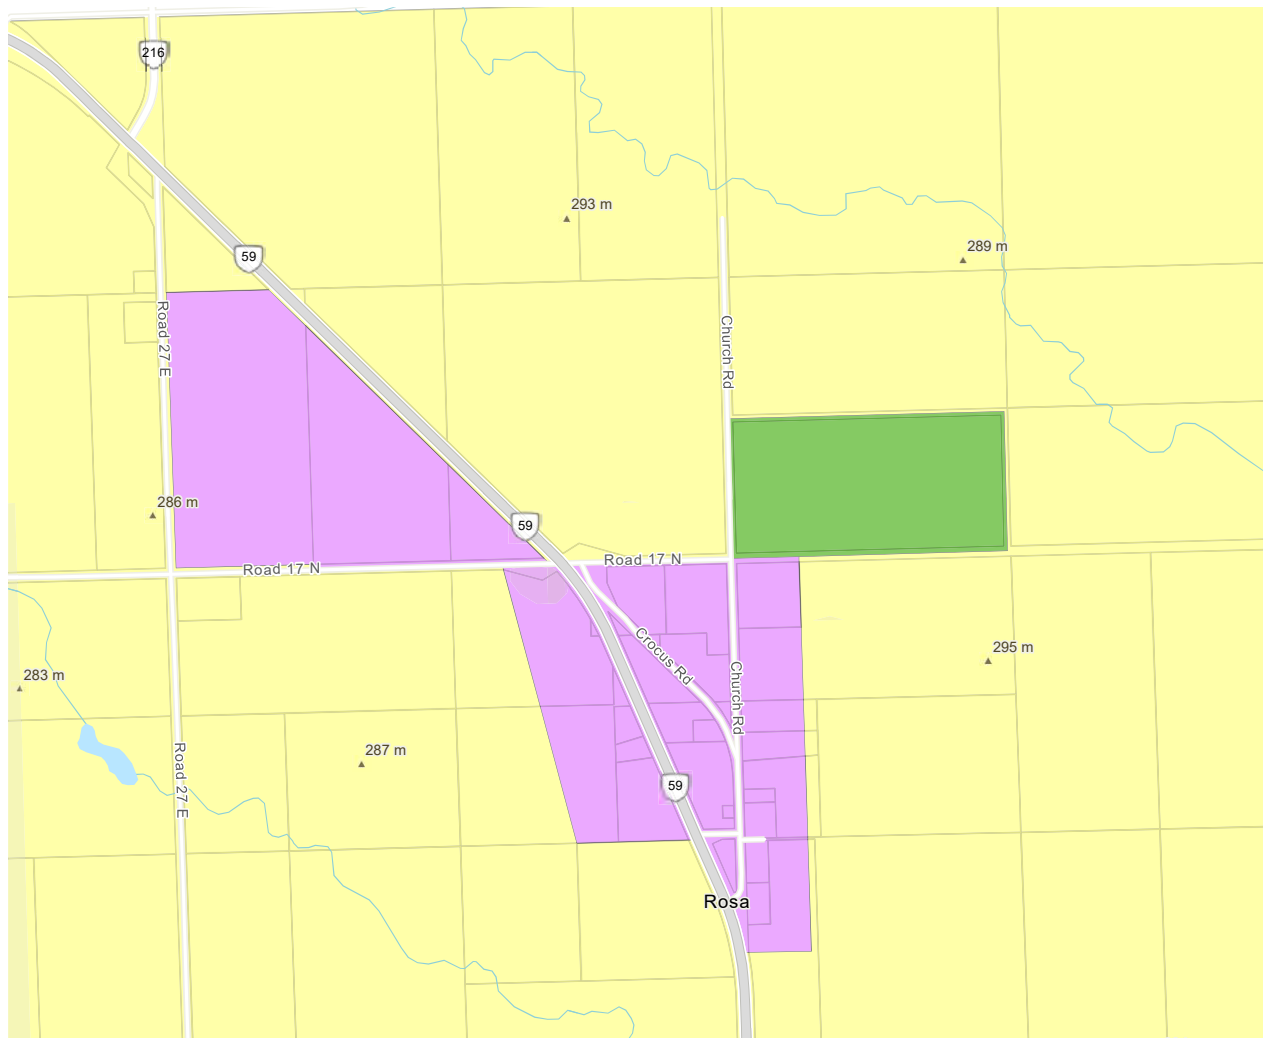 216
293 m
289 m
59
Road 27 E
Church Rd
286 m
59
Road 17 N
Road 17 N
Crocus Rd
295 m
283 m
Church Rd
287 m
Road 27 E
59
Rosa